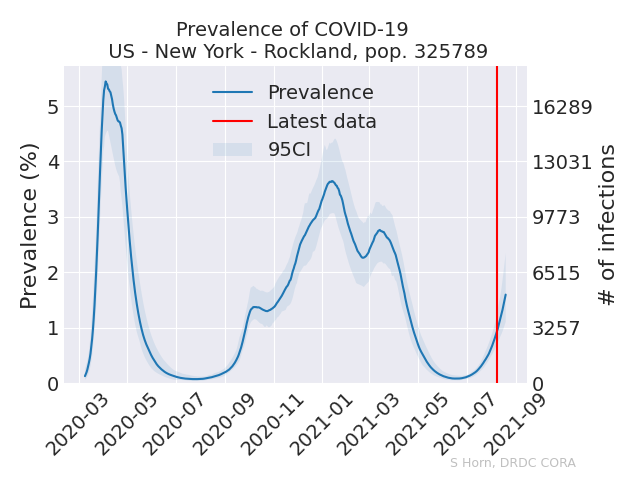 Prevalence of COVID-19
US - New York - Rockland, pop. 325789
Prevalence
Latest data
95CI
Prevalence (%)
5
4
3
2
1
0
16289
13031
9773
6515
3257
0
# of infections
2020-03
2020-05
2020-07
2020-09
2020-11
2021-01
2021-03
2021-05
2021-07
2021-09
S Horn, DRDC CORA